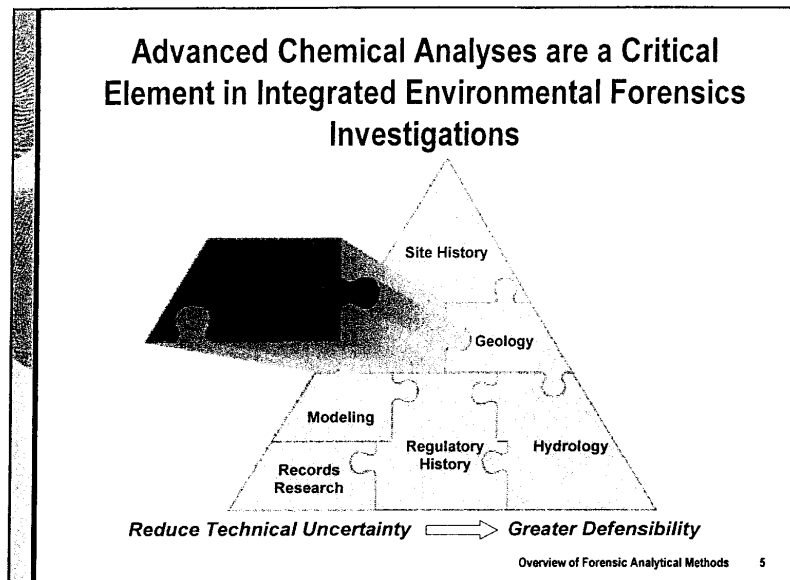 Advanced Chemical Analyses are a Critical
Element in Integrated Environmental Forensics
Investigations
Site History
Geology
Modeling
Regulatory
History
Hydrology
Records
Research
Reduce Technical Uncertainty
Greater Defensibility
Overview of Forensic Analytical Methods 5